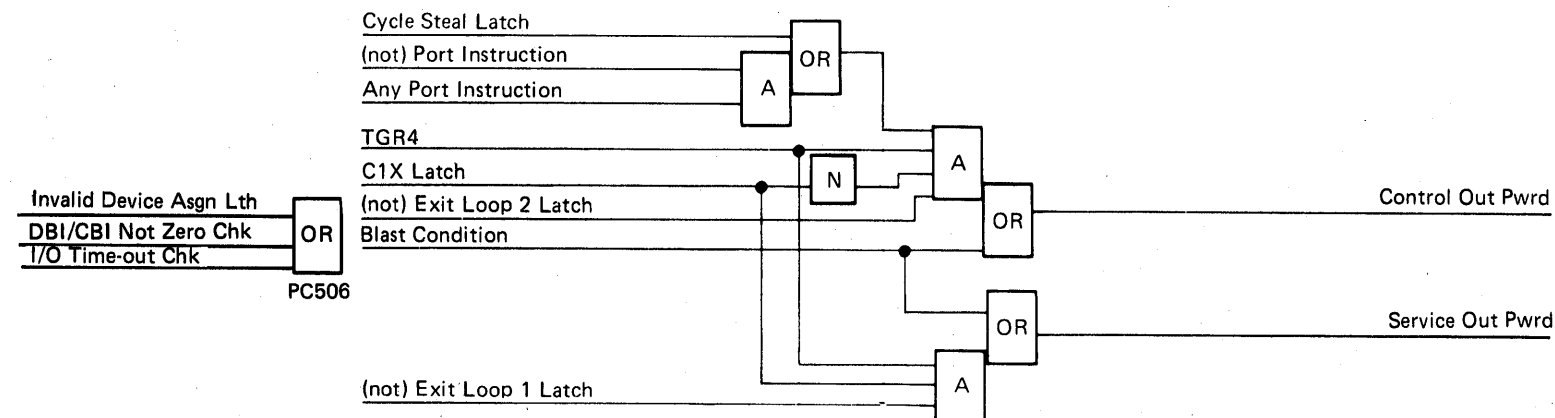 Cycle Steal Latch
(not) Port Instruction
OR
A
Any Port Instruction
TGR4
A
C1X Latch
N
Invalid Device Asgn Lth
(not) Exit Loop 2 Latch
Control Out Pwrd
DBI/CBI Not Zero Chk
OR
Blast Condition
OR
I/O Time-out Chk
PC506
Service Out Pwrd
OR
(not) Exit Loop 1 Latch
A